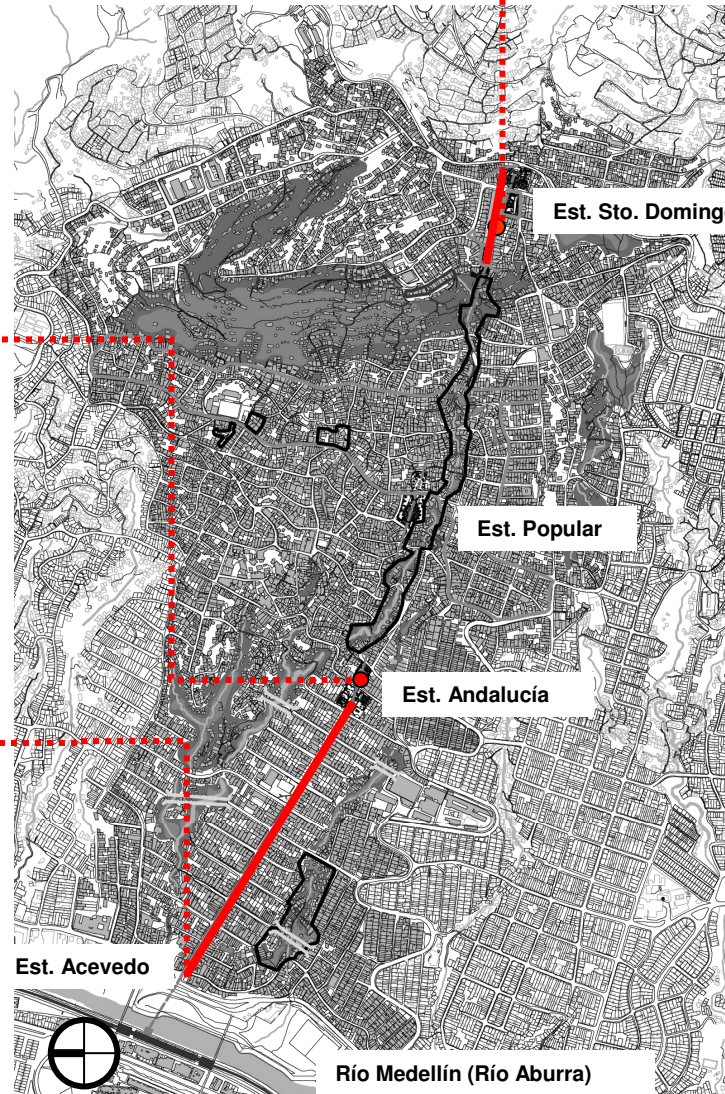 Est. Sto. Doming
Est. Popular
Est. Andalucía
Est. Acevedo
Río Medellín (Río Aburra)